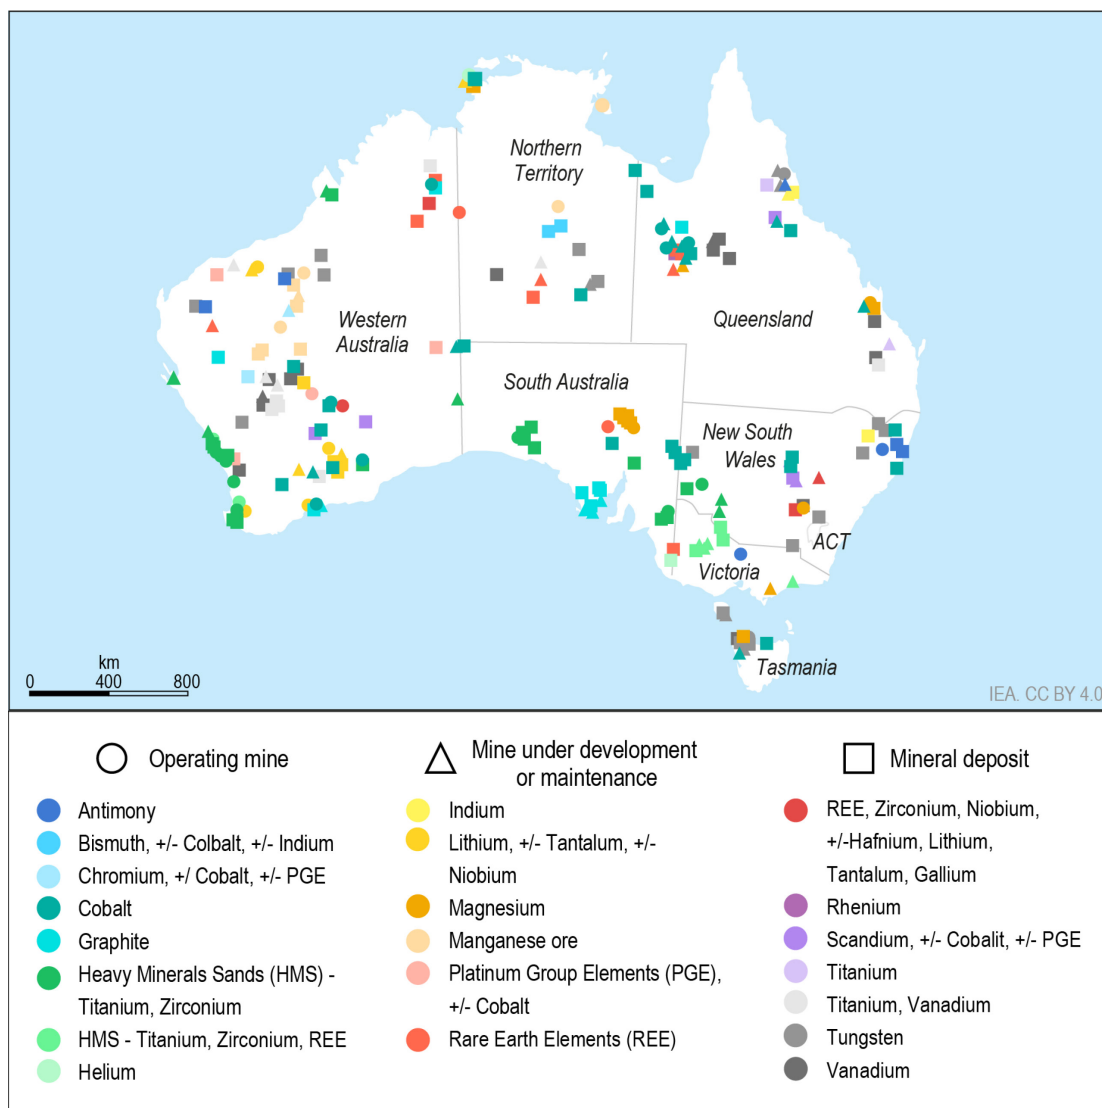 Northern
Territory
Western
Australia
Queensland
South Australia
New South
Wales
ACT
Victoria
Tasmania
km
0 400 800
IEA. CC BY 4.0
Operating mine
Mine under development
or maintenance
Mineral deposit
Antimony
Bismuth, +/- Colbalt, +/- Indium
Chromium, +/ Cobalt, +/- PGE
Cobalt
Graphite
Heavy Minerals Sands (HMS) -
Titanium, Zirconium
HMS - Titanium, Zirconium, REE
Helium
Indium
Lithium, +/- Tantalum, +/-
Niobium
Magnesium
Manganese ore
Platinum Group Elements (PGE),
+/- Cobalt
Rare Earth Elements (REE)
REE, Zirconium, Niobium,
+/-Hafnium, Lithium,
Tantalum, Gallium
Rhenium
Scandium, +/- Cobalit, +/- PGE
Titanium
Titanium, Vanadium
Tungsten
Vanadium